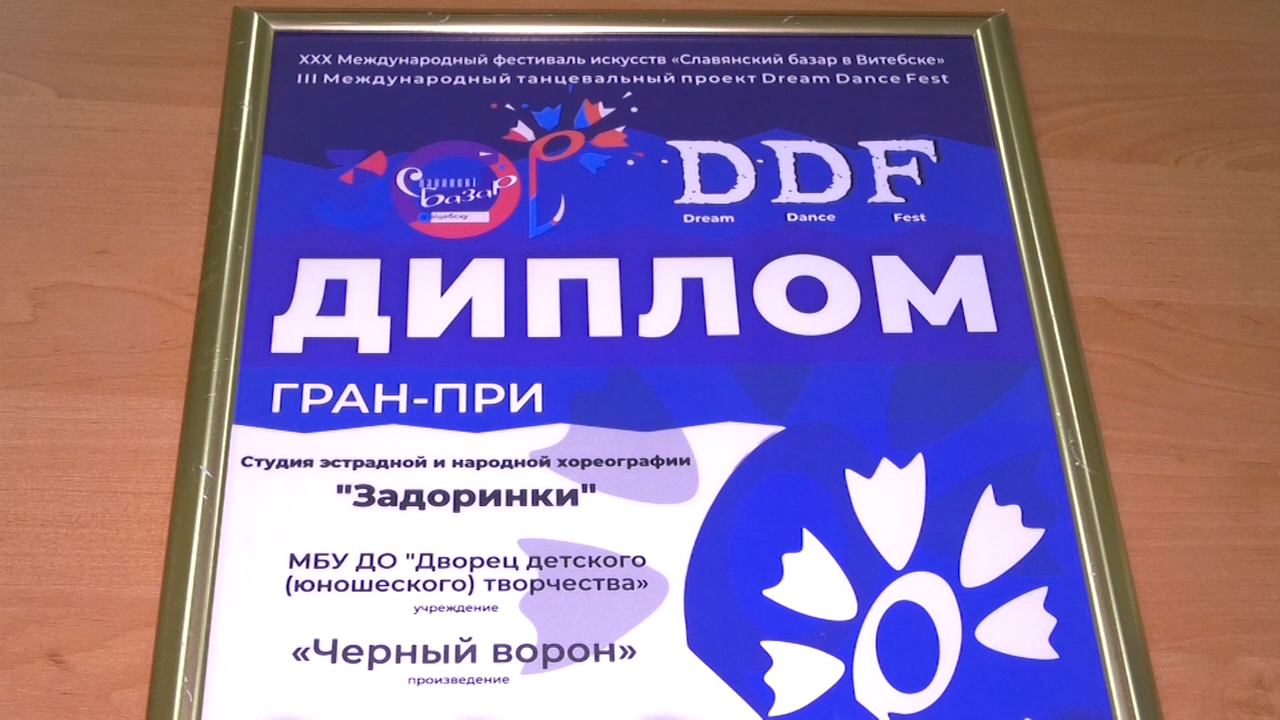 XXX Международный фестиваль искусств «Славянский базар в Витебске»
III Международный танцевальный проект Dream Dance Fest
базар
DDF
Dream Dance Fest
ДИПЛОМ
ГРАН-ПРИ
Студия эстрадной и народной хореографии
"Задоринки"
МБУ ДО "Дворец детского
(юношеского) творчества»
учреждение
«Черный ворон»
произведение